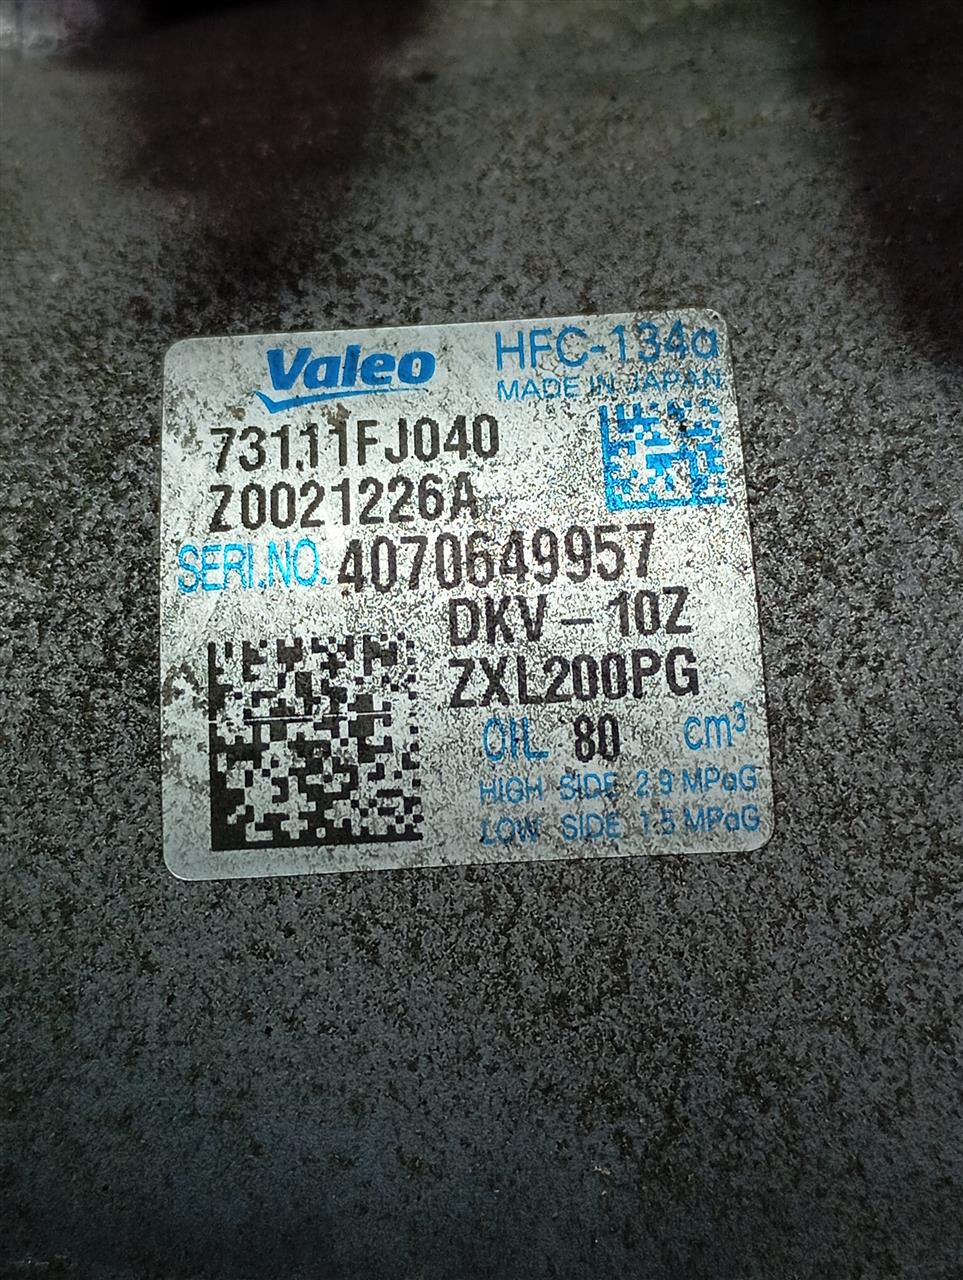 Valeo
HFC-134a
MADE IN JAPAN
73111FJ040
Z0021226A
SERI.NO. 4070649957
DKV - 10Z
ZXL200PG
OIL 80 cm³
HIGH SIDE 2.9 MPaG
LOW SIDE 1.5 MPaG